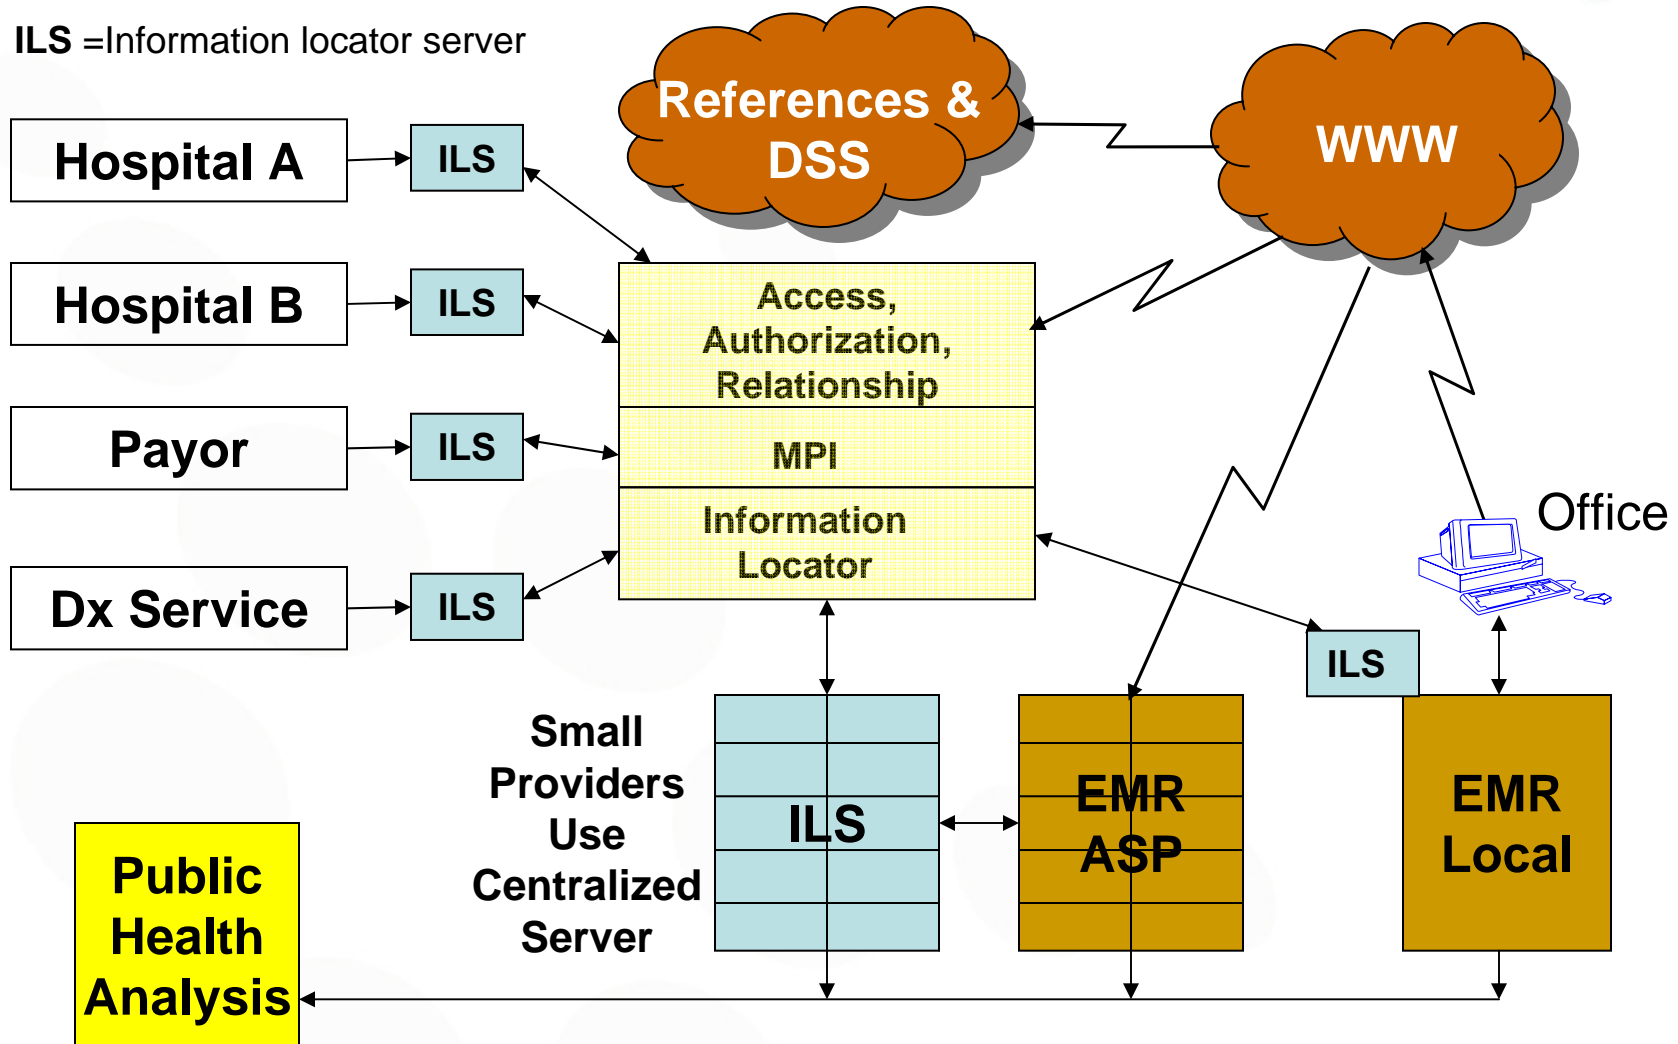 ILS =Information locator server
References &
DSS
WWW
Hospital A
ILS
Hospital B
ILS
Access,
Authorization,
Relationship
Payor
ILS
MPI
Information
Locator
Office
Dx Service
ILS
ILS
Small
Providers
Use
Centralized
Server
ILS
EMR
ASP
EMR
Local
Public
Health
Analysis